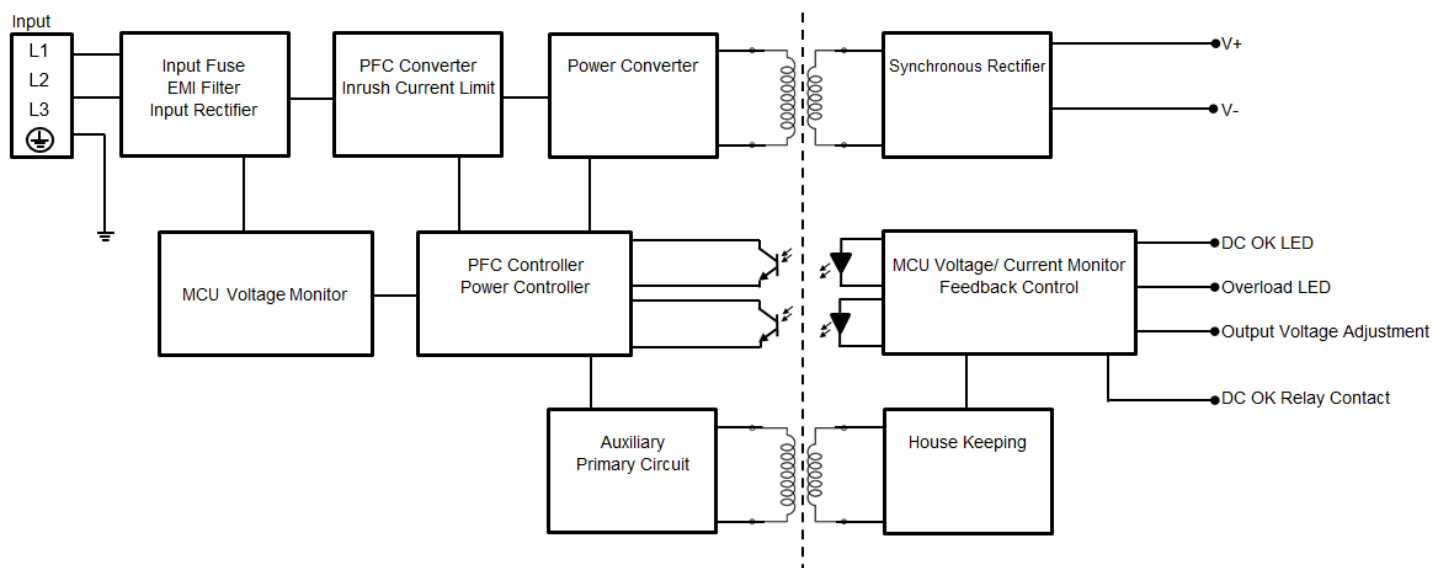 Input
L1
L2
L3
Input Fuse
EMI Filter
Input Rectifier
PFC Converter
Inrush Current Limit
Power Converter
Synchronous Rectifier
V+
V-
MCU Voltage Monitor
PFC Controller
Power Controller
MCU Voltage/ Current Monitor
Feedback Control
DC OK LED
Overload LED
Output Voltage Adjustment
DC OK Relay Contact
Auxiliary
Primary Circuit
House Keeping